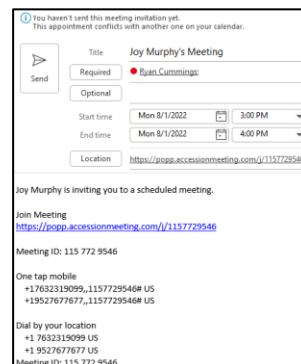 You haven't sent this meeting invitation yet.
This appointment conflicts with another one on your calendar.
Title Joy Murphy's Meeting
Send
Required Ryan Cummings;
Optional
Start time Mon 8/1/2022 3:00 PM
End time Mon 8/1/2022 4:00 PM
Location https://popp.accessionmeeting.com/j/115772954
Joy Murphy is inviting you to a scheduled meeting.
Join Meeting
https://popp.accessionmeeting.com/j/1157729546
Meeting ID: 115 772 9546
One tap mobile
+17632319099,,1157729546# US
+19527677677,,1157729546# US
Dial by your location
+1 7632319099 US
+1 9527677677 US
Meeting ID: 115 772 9546